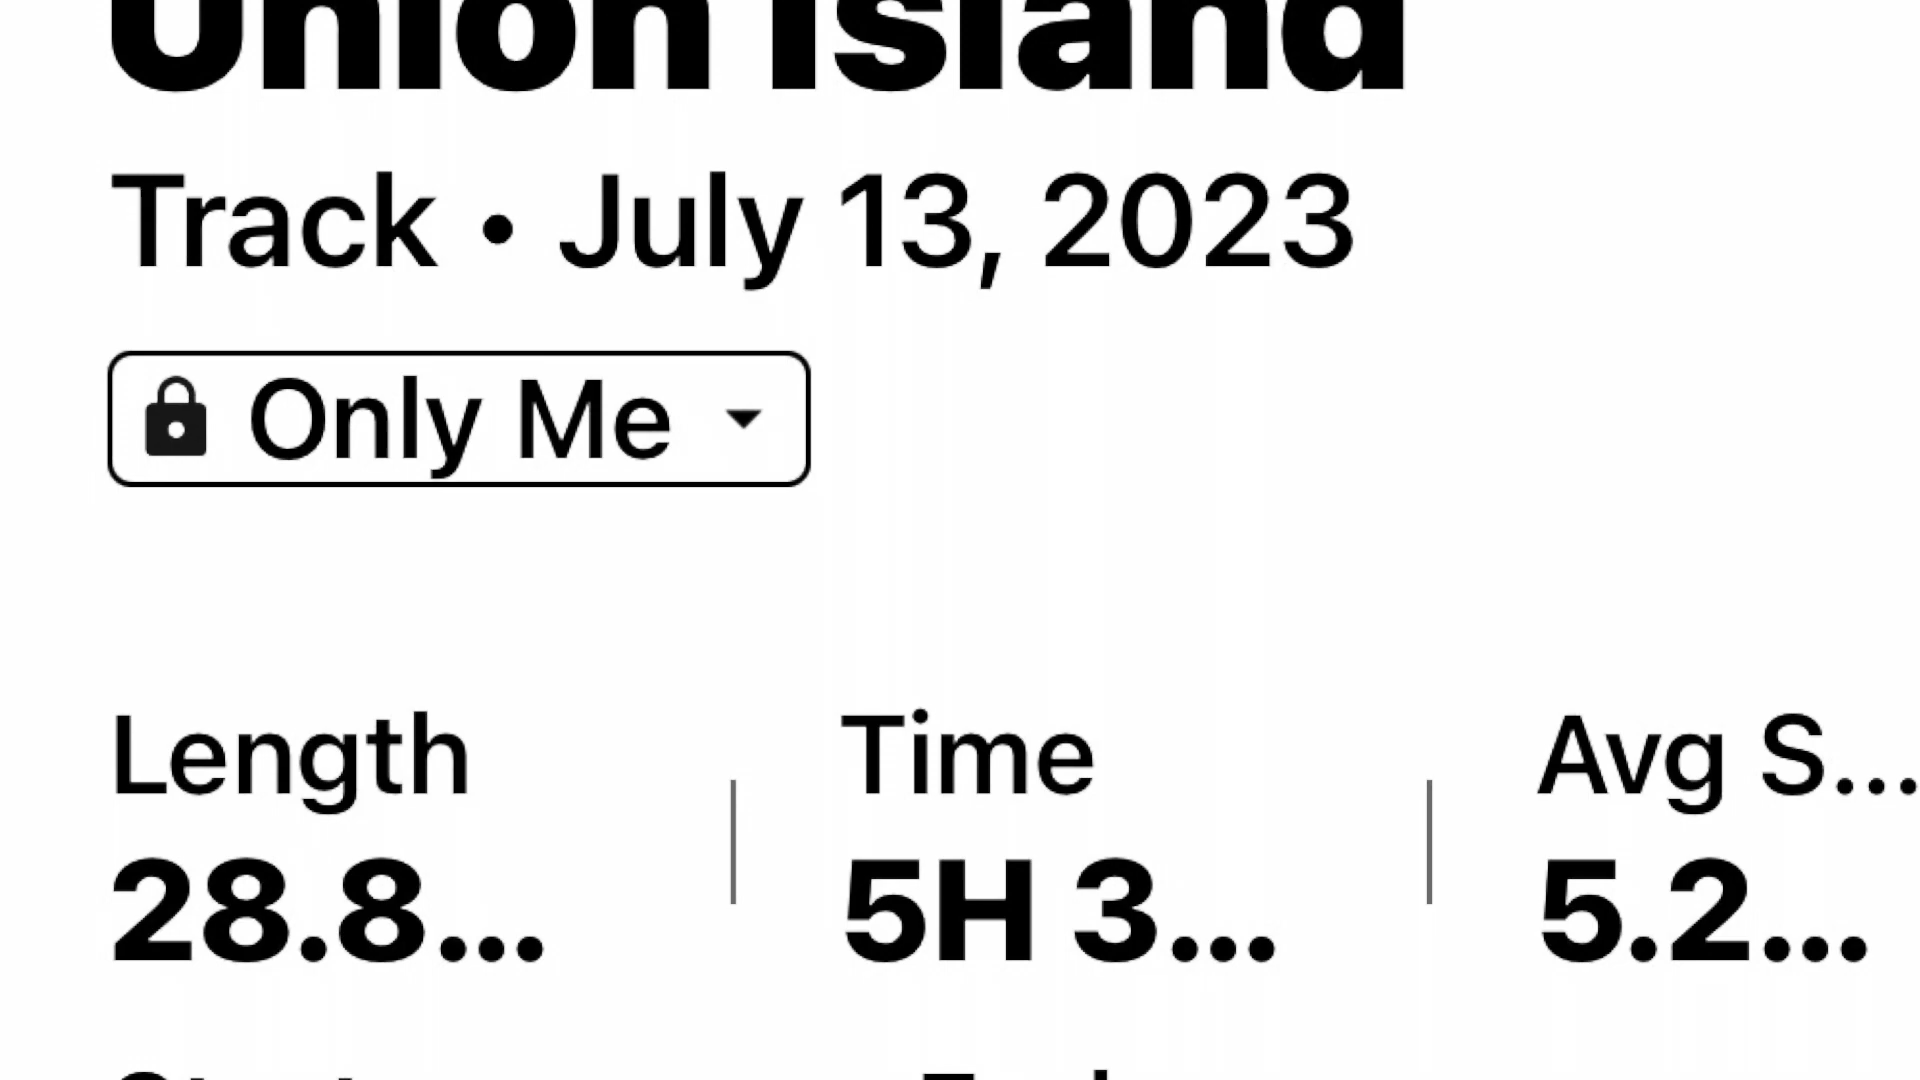 Union Island
Track • July 13, 2023
Only Me
Length
Time
Avg S...
28.8...
5H 3...
5.2...